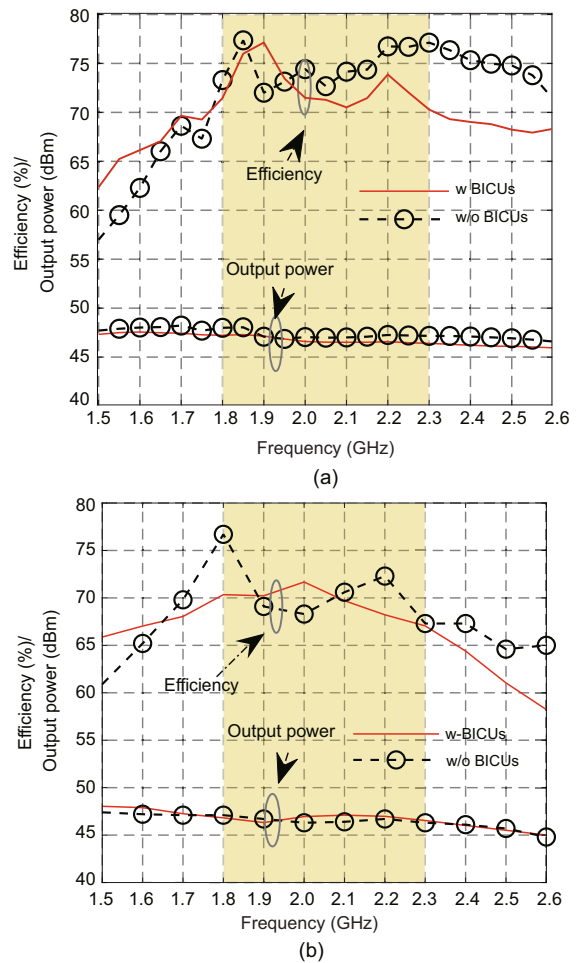 80
75
70
65
60
55
50
45
40
Efficiency (%)/
Output power (dBm)
Efficiency
w BICUs
w/o BICUs
Output power
1.5 1.6 1.7 1.8 1.9 2.0 2.1 2.2 2.3 2.4 2.5 2.6
Frequency (GHz)
(a)
80
75
70
65
60
55
50
45
40
Efficiency (%)/
Output power (dBm)
Efficiency
Output power
w-BICUs
w/o BICUs
1.5 1.6 1.7 1.8 1.9 2.0 2.1 2.2 2.3 2.4 2.5 2.6
Frequency (GHz)
(b)